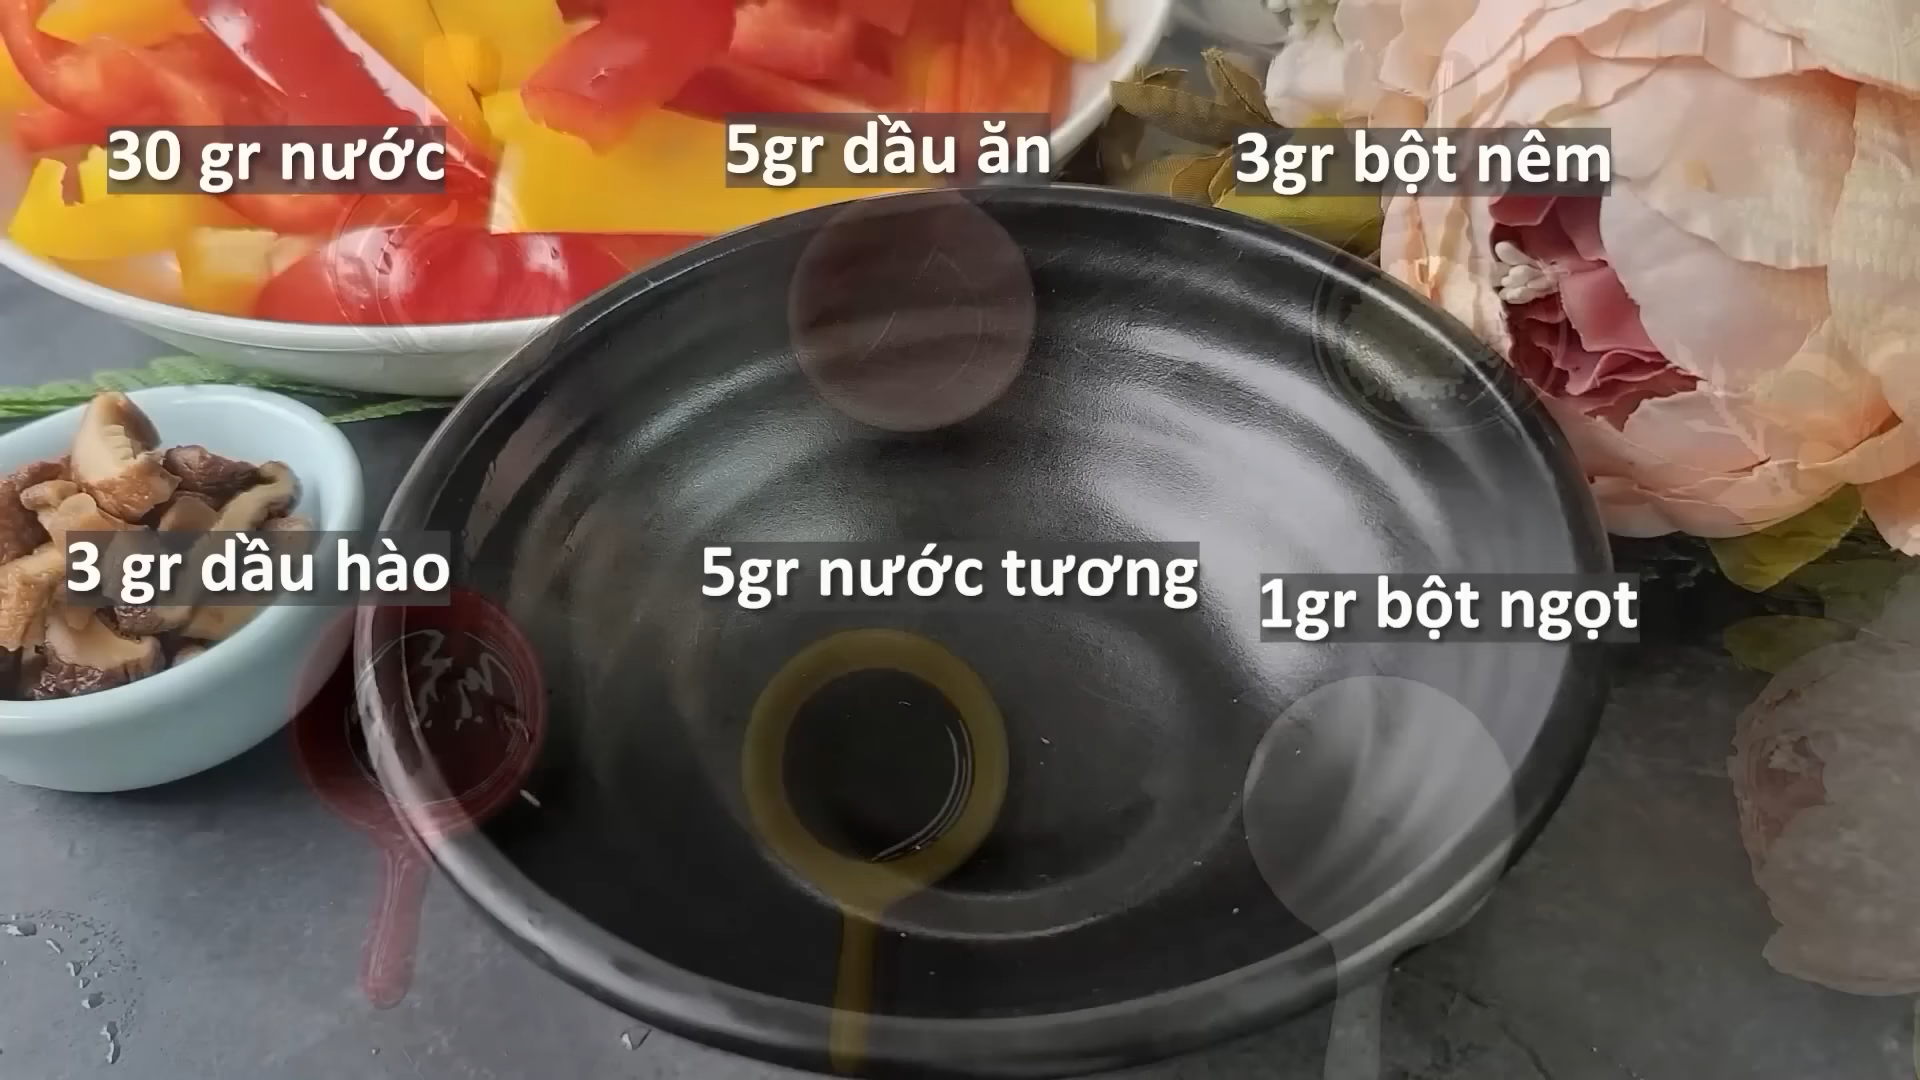 30 gr nước
5gr dầu ăn
3gr bột nêm
3 gr dầu hào
5gr nước tương
1gr bột ngọt